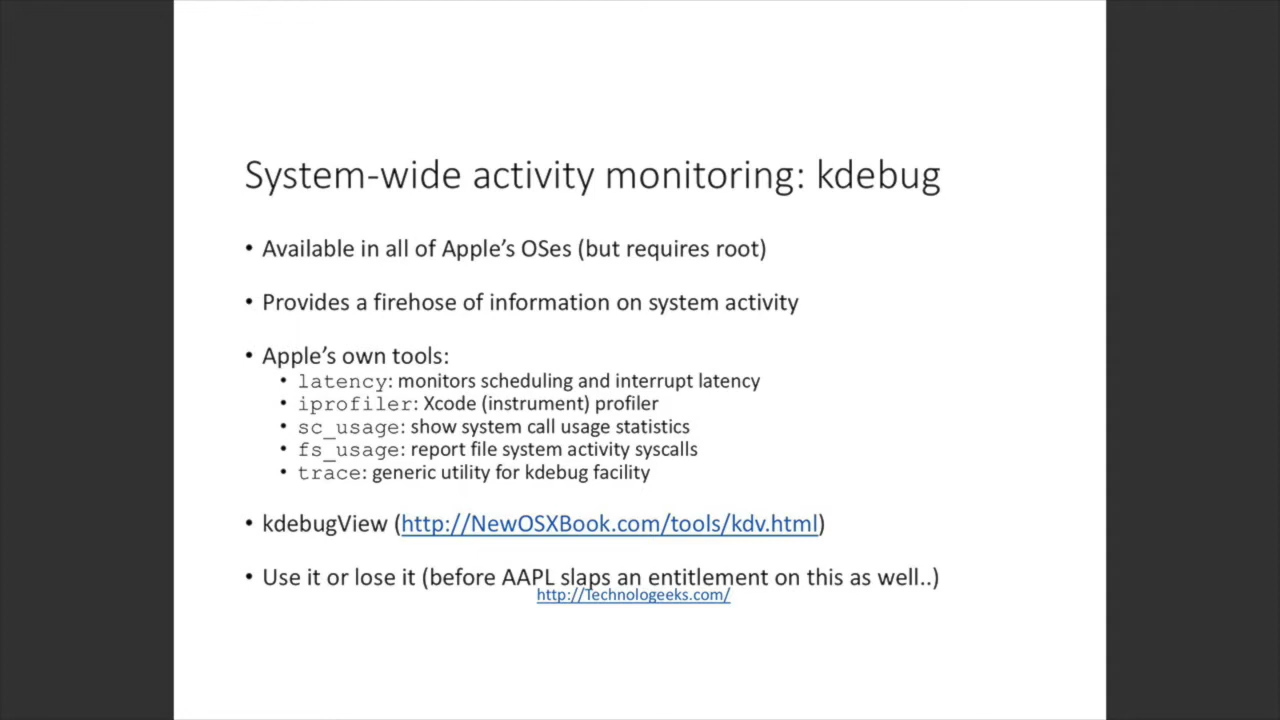 System-wide activity monitoring: kdebug
• Available in all of Apple’s OSes (but requires root)
• Provides a firehose of information on system activity
• Apple’s own tools:
• latency: monitors scheduling and interrupt latency
• iprofiler: Xcode (instrument) profiler
• sc_usage: show system call usage statistics
• fs_usage: report file system activity syscalls
• trace: generic utility for kdebug facility
• kdebugView (http://NewOSXBook.com/tools/kdv.html)
• Use it or lose it (before AAPL slaps an entitlement on this as well..)
http://Technologeeks.com/